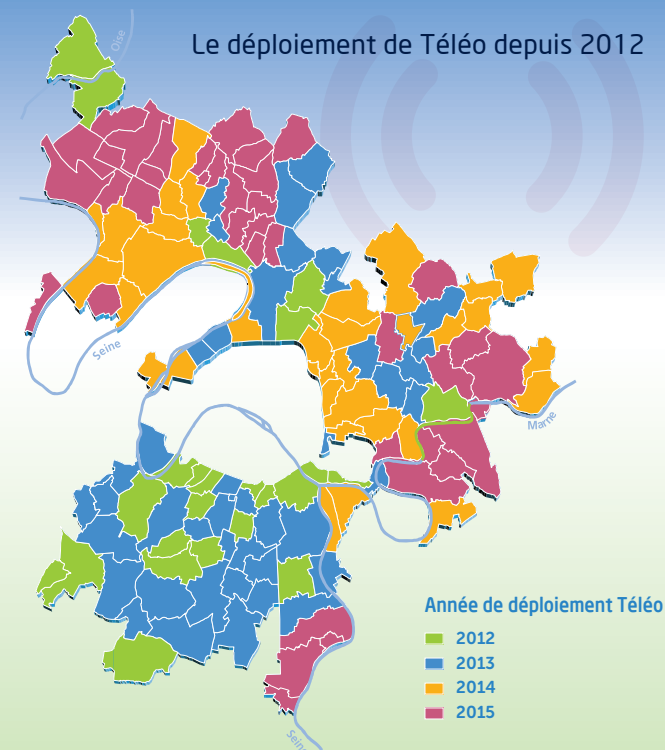 Le déploiement de Téléo depuis 2012
Oise
Seine
Marne
Année de déploiement Téléo
2012
2013
2014
2015
Seine